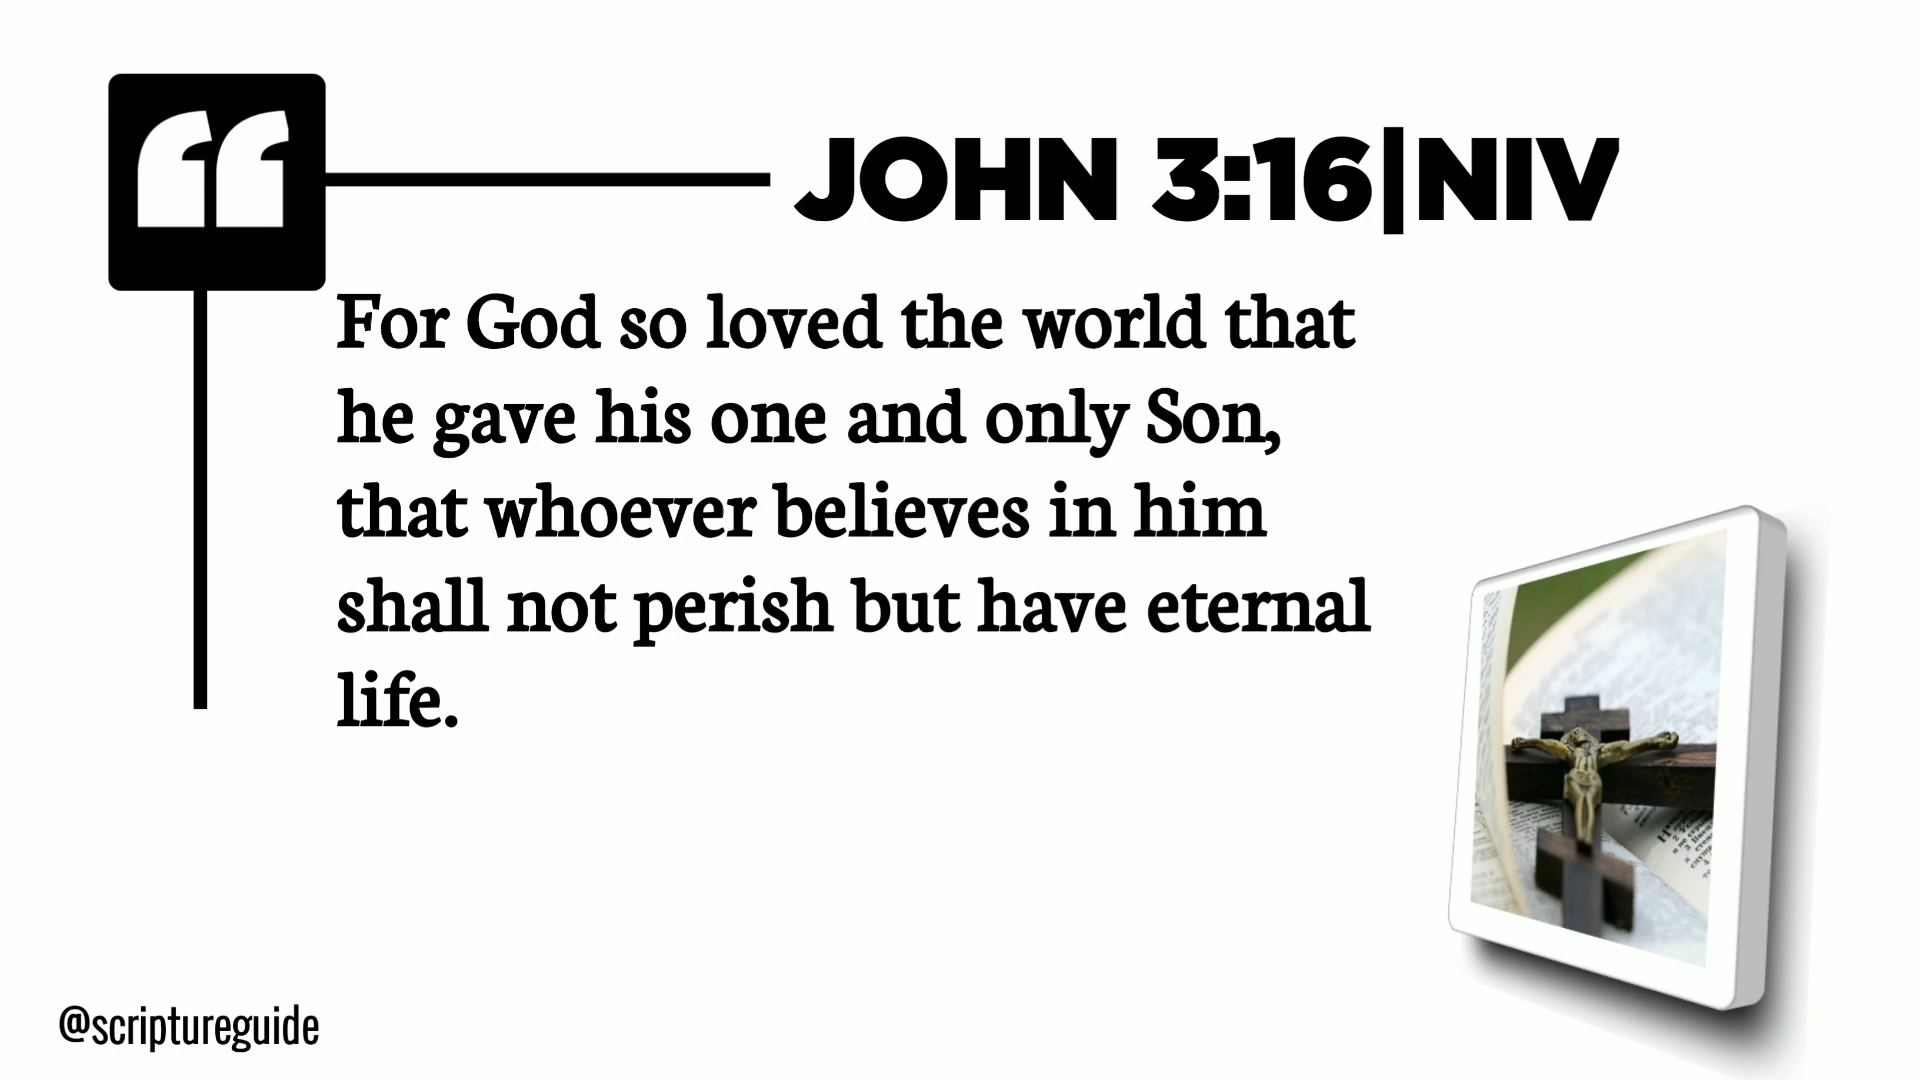 JOHN 3:16|NIV
For God so loved the world that
he gave his one and only Son,
that whoever believes in him
shall not perish but have eternal
life.
@scriptureguide